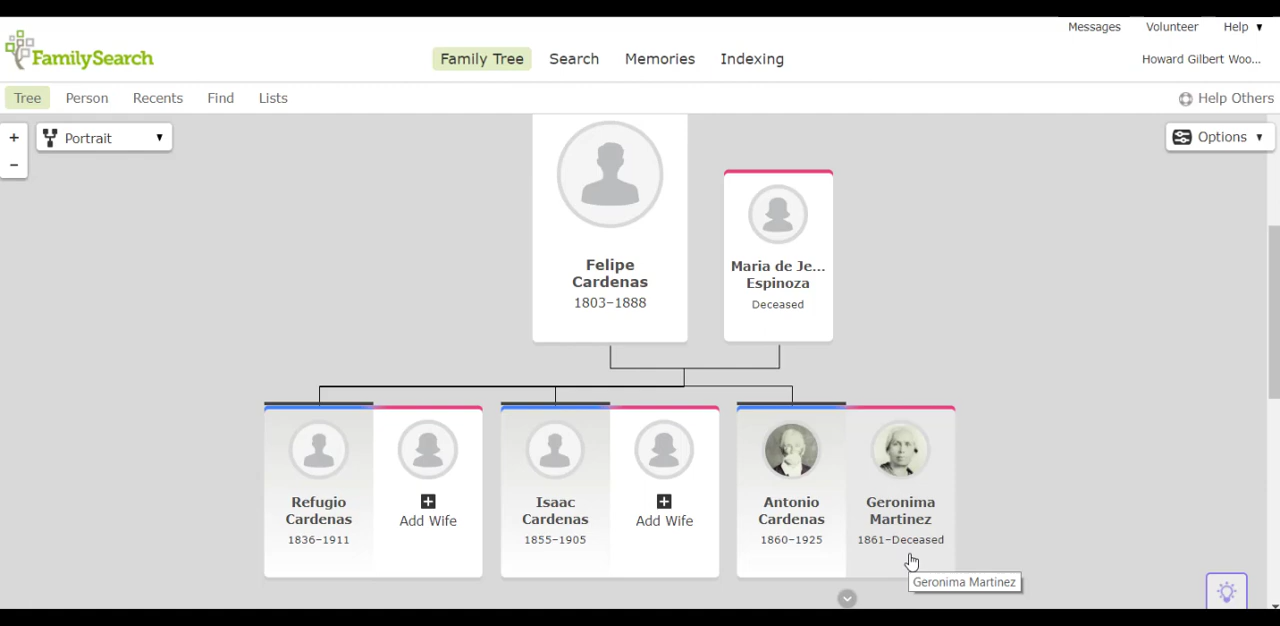 Messages Volunteer Help
FamilySearch
Family Tree Search Memories Indexing
Howard Gilbert Woo...
Tree Person Recents Find Lists
Help Others
+
Portrait
Options
−
Felipe
Cardenas
1803–1888
Maria de Je...
Espinoza
Deceased
Refugio
Cardenas
1836–1911
Add Wife
Isaac
Cardenas
1855–1905
Add Wife
Antonio
Cardenas
1860–1925
Geronima
Martinez
1861–Deceased
Geronima Martinez